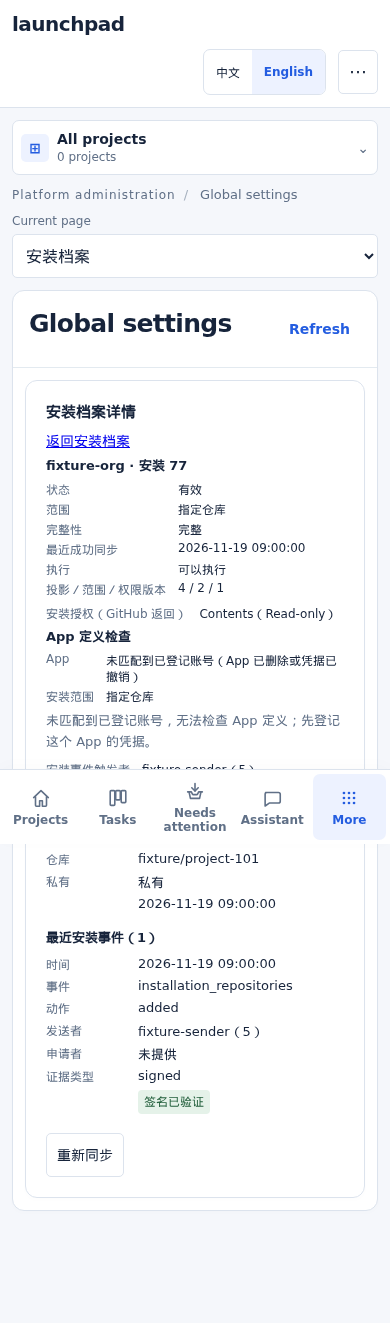 launchpad
中文
English
...
All projects
0 projects
Platform administration / Global settings
Current page
安装档案
Global settings
Refresh
安装档案详情
返回安装档案
fixture-org · 安装 77
状态 有效
范围 指定仓库
完整性 完整
最近成功同步 2026-11-19 09:00:00
执行 可以执行
投影 / 范围 / 权限版本 4 / 2 / 1
安装授权（GitHub 返回） Contents（Read-only）
App 定义检查
App 未匹配到已登记账号（App 已删除或凭据已
撤销）
安装范围 指定仓库
未匹配到已登记账号，无法检查 App 定义；先登记
这个 App 的凭据。
安装事件触发者 fixture-sender（5）
Projects
Tasks
Needs
attention
Assistant
More
仓库 fixture/project-101
私有 私有
2026-11-19 09:00:00
最近安装事件（1）
时间 2026-11-19 09:00:00
事件 installation_repositories
动作 added
发送者 fixture-sender（5）
申请者 未提供
证据类型 signed
签名已验证
重新同步